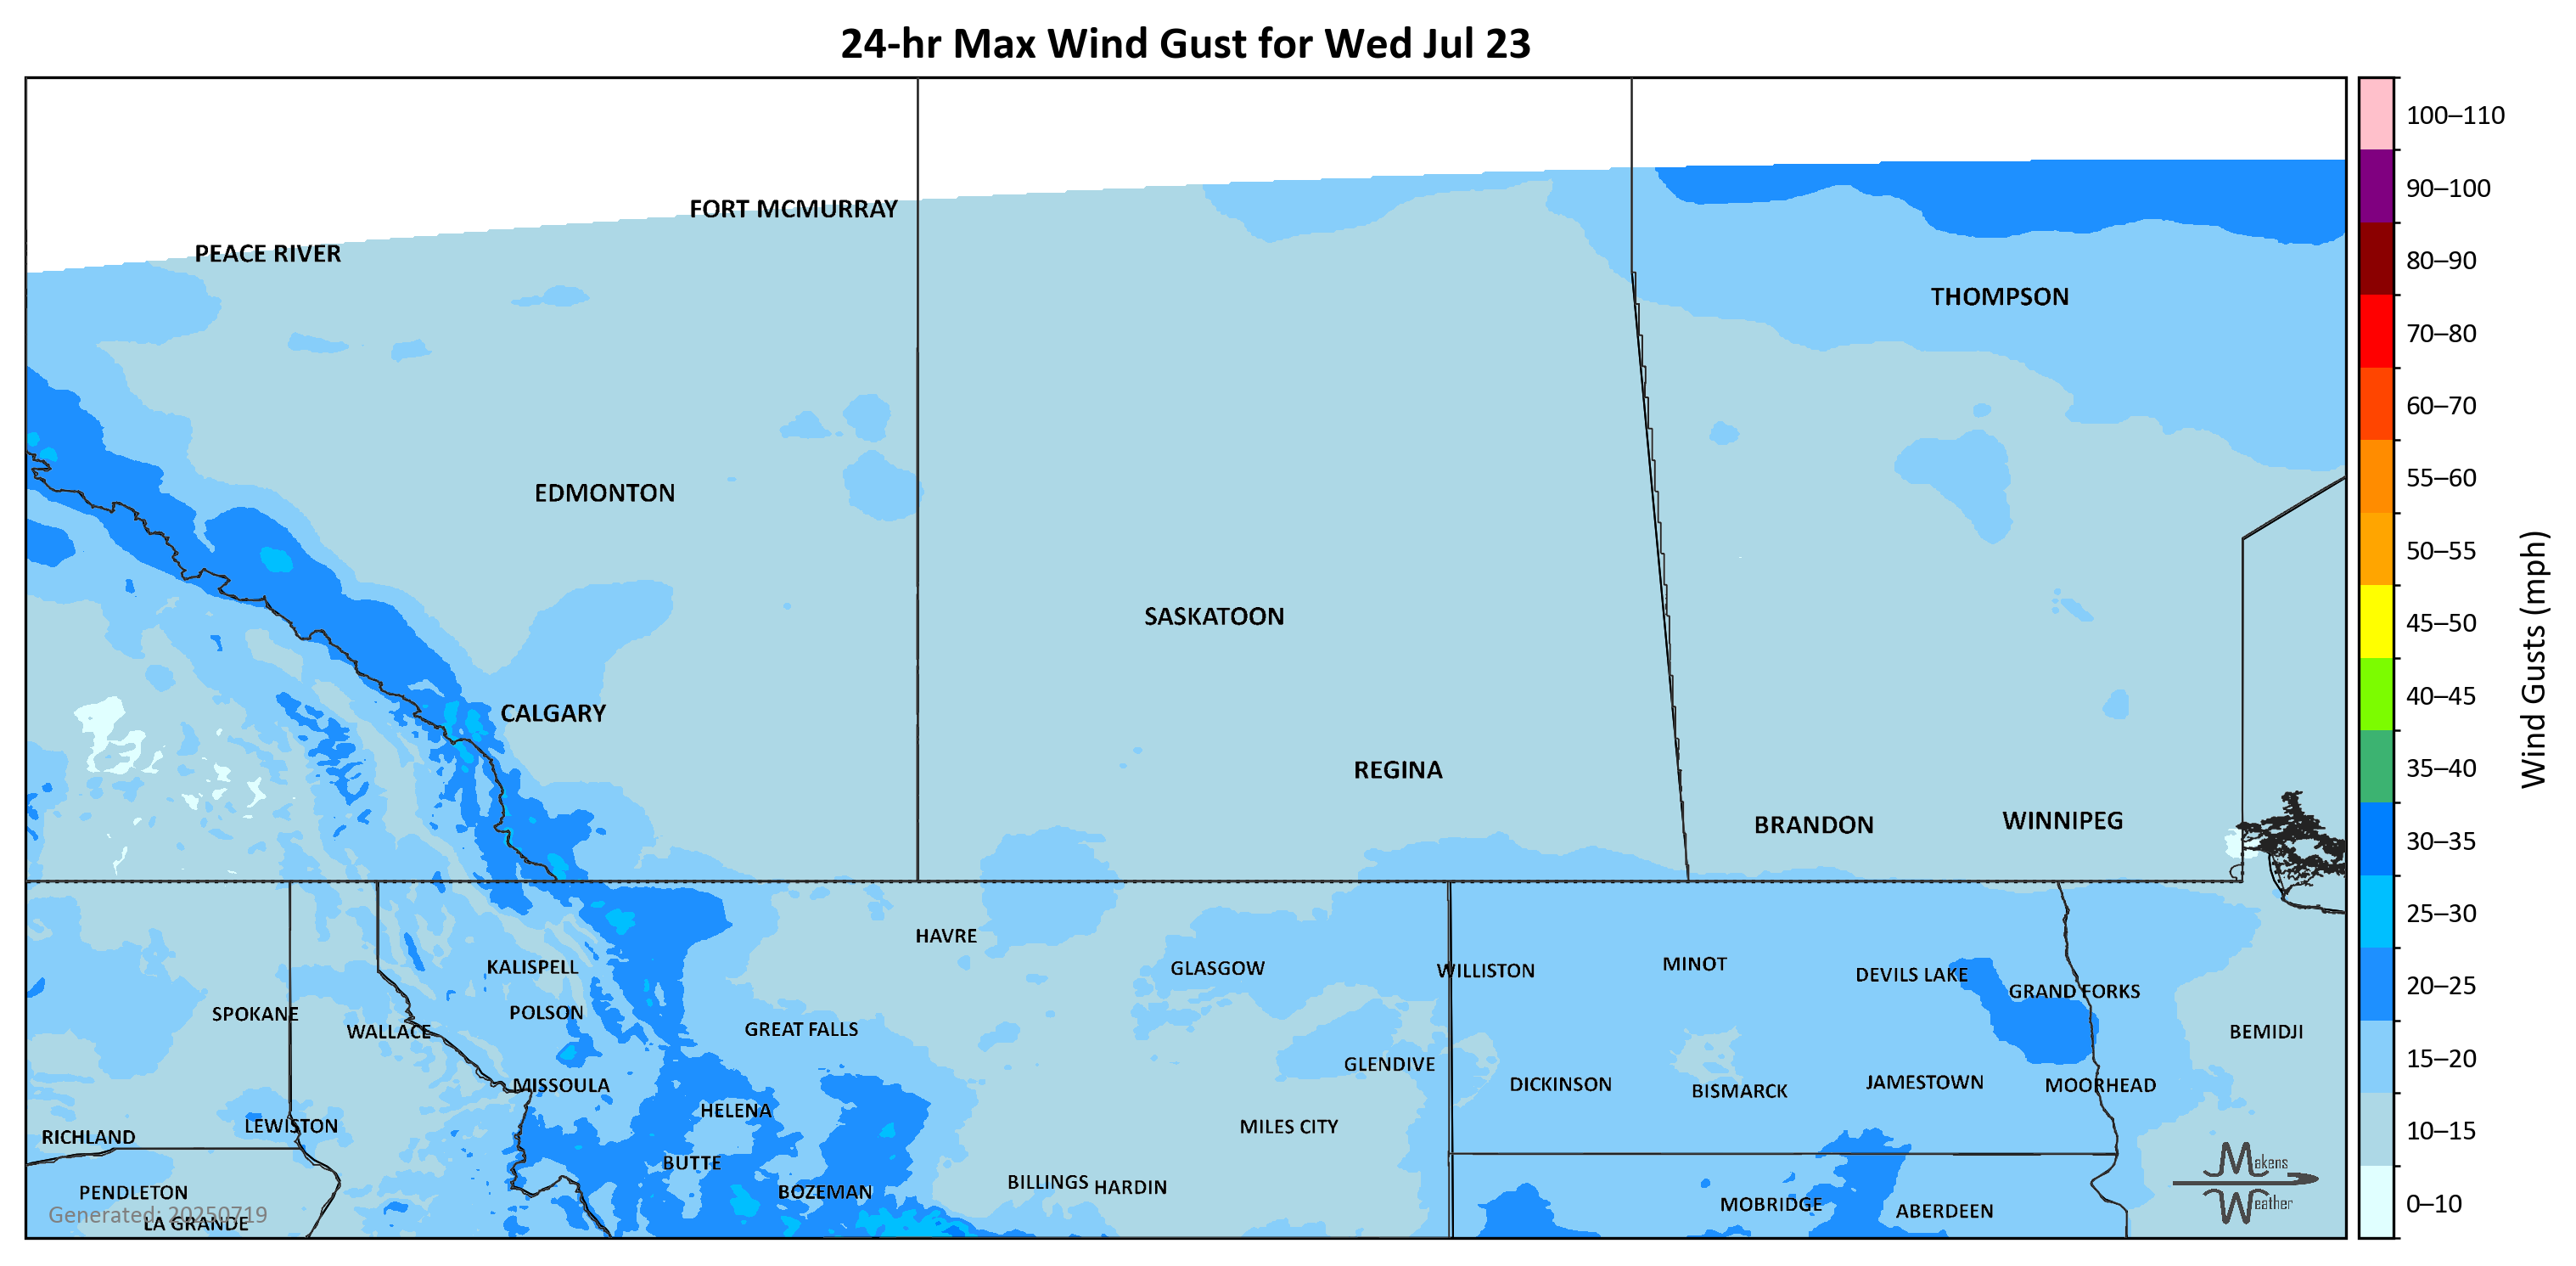 24-hr Max Wind Gust for Wed Jul 23
100–110
FORT MCMURRAY
90–100
PEACE RIVER
80–90
THOMPSON
70–80
60–70
EDMONTON
55–60
50–55
SASKATOON
45–50
Wind Gusts (mph)
CALGARY
40–45
REGINA
35–40
BRANDON
WINNIPEG
30–35
25–30
HAVRE
KALISPELL
GLASGOW
WILLISTON
MINOT
DEVILS LAKE
20–25
GRAND FORKS
SPOKANE
POLSON
WALLACE
GREAT FALLS
BEMIDJI
GLENDIVE
15–20
MISSOULA
DICKINSON
BISMARCK
JAMESTOWN
MOORHEAD
HELENA
LEWISTON
MILES CITY
10–15
RICHLAND
BUTTE
Makens
Weather
PENDLETON
BOZEMAN
BILLINGS
HARDIN
MOBRIDGE
ABERDEEN
0–10
Generated: 20250719
LA GRANDE